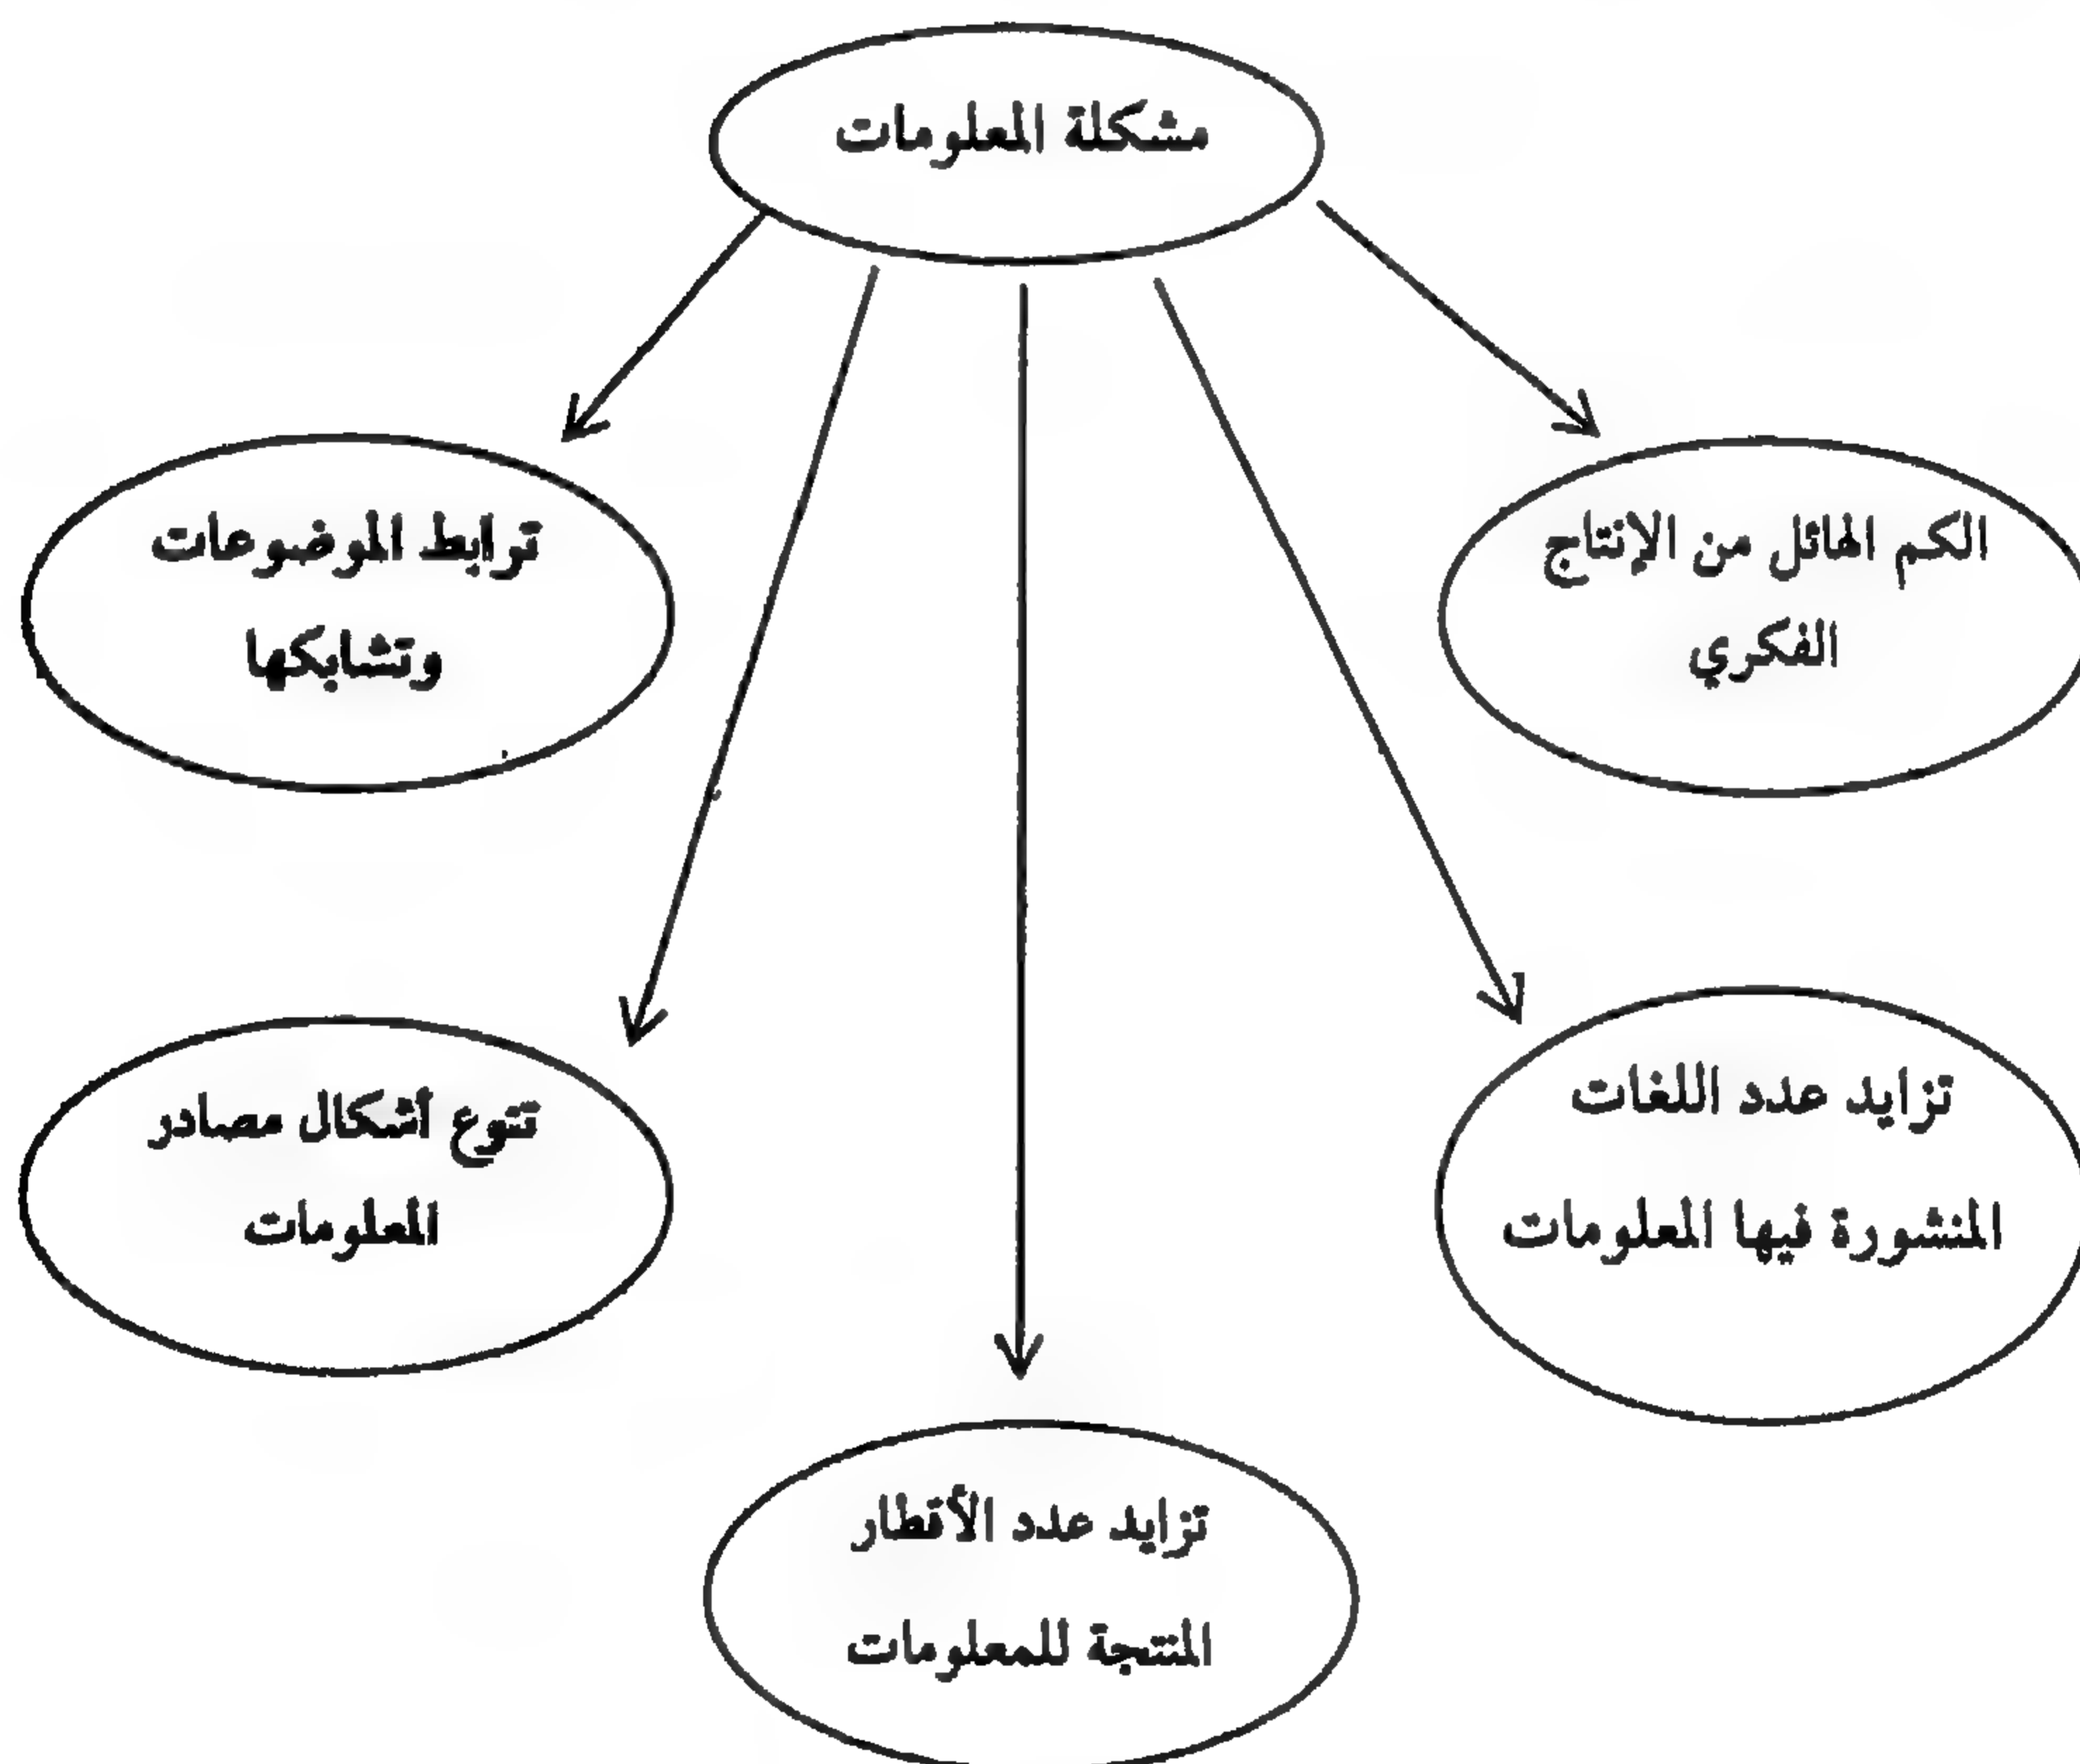 مشكلة المعلومات
الكم الهائل من الإنتاج
الفكري
ترابط الموضوعات
وتشابكها
تزايد عدد اللغات
المنشورة فيها المعلومات
تنوع أشكال مصادر
المعلومات
تزايد عدد الأقطار
المنتجة للمعلومات